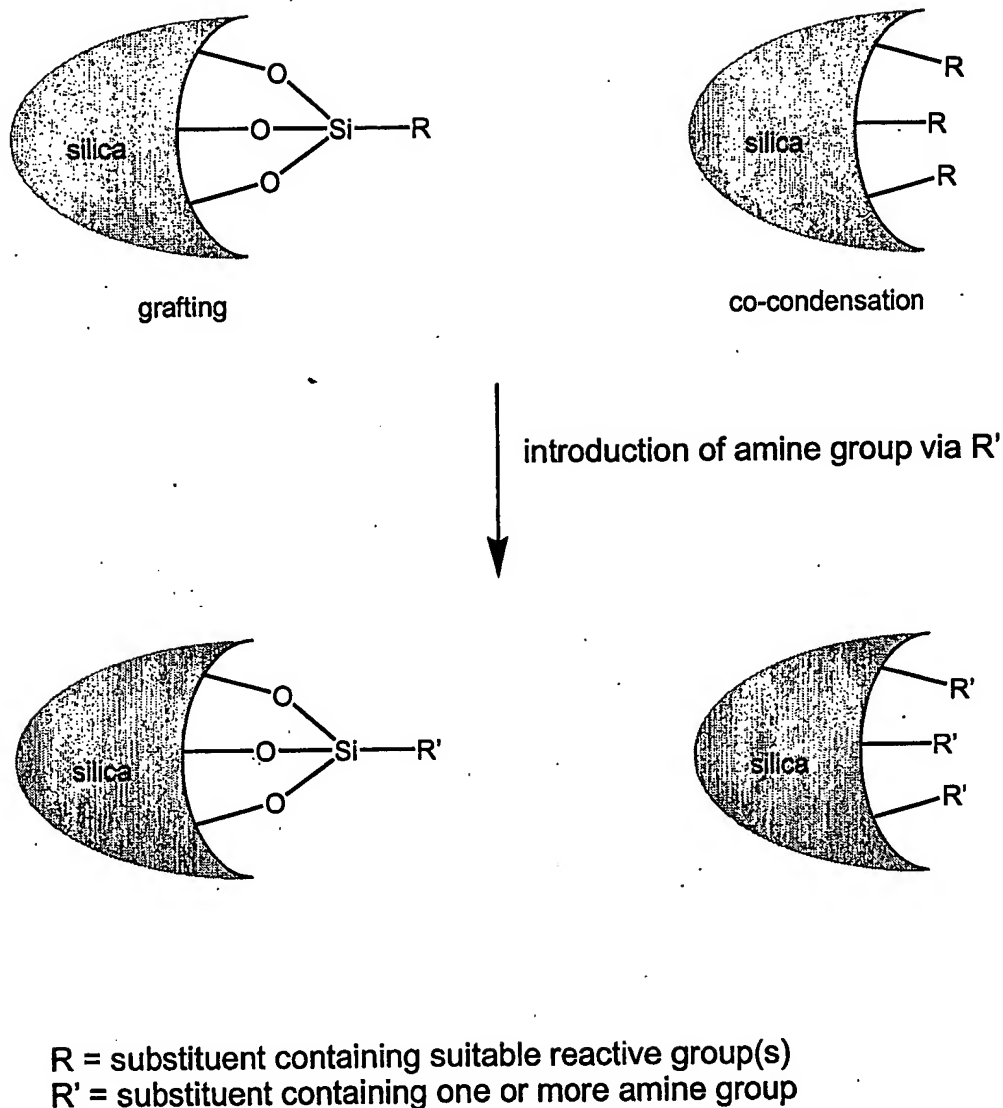 O
silica O Si R
O
grafting
R
silica R
R
co-condensation
introduction of amine group via R'
O
silica O Si R'
O
R'
silica R'
R'
R = substituent containing suitable reactive group(s)
R' = substituent containing one or more amine group